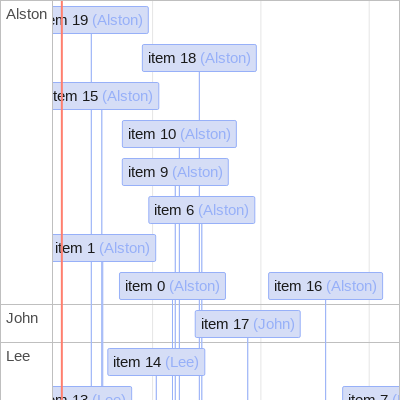 Alston
item 19 (Alston)
item 18 (Alston)
item 15 (Alston)
item 10 (Alston)
item 9 (Alston)
item 6 (Alston)
item 1 (Alston)
item 0 (Alston)
item 16 (Alston)
John
item 17 (John)
Lee
item 14 (Lee)
item 13 (Lee)
item 7